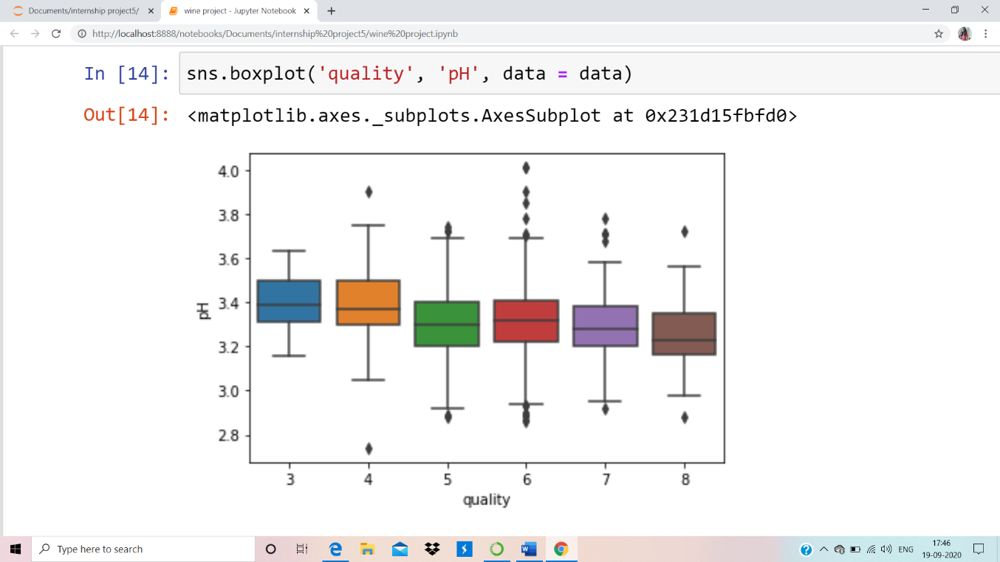 Documents/internship project5/
wine project - Jupyter Notebook
http://localhost:8888/notebooks/Documents/internship%20project5/wine%20project.ipynb
In [14]: sns.boxplot('quality', 'pH', data = data)
Out[14]: <matplotlib.axes._subplots.AxesSubplot at 0x231d15fbfd0>
4.0
3.8
3.6
3.4
3.2
3.0
2.8
pH
3 4 5 6 7 8
quality
Type here to search
ENG
17:46
19-09-2020